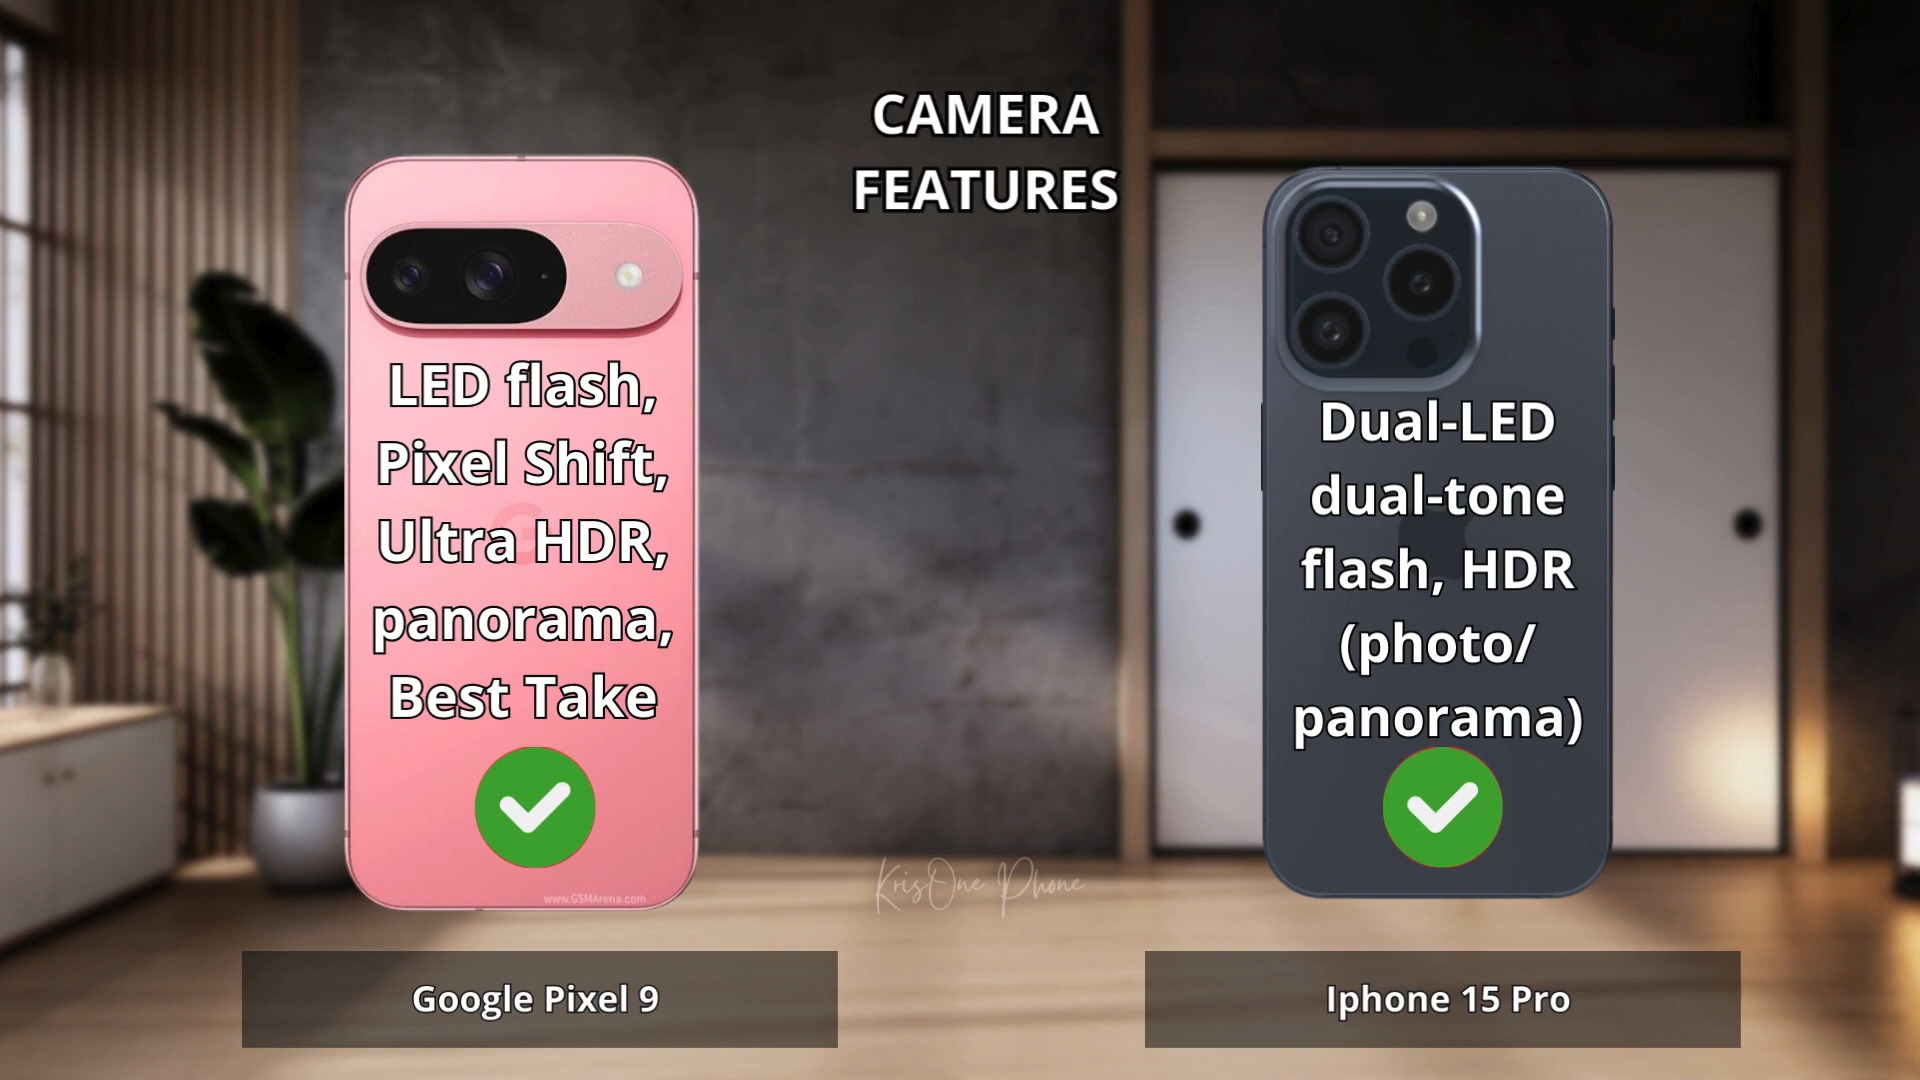 CAMERA
FEATURES
LED flash,
Pixel Shift,
Ultra HDR,
panorama,
Best Take
www.GSMArena.com
Google Pixel 9
Dual-LED
dual-tone
flash, HDR
(photo/
panorama)
KrisOne Phone
Iphone 15 Pro